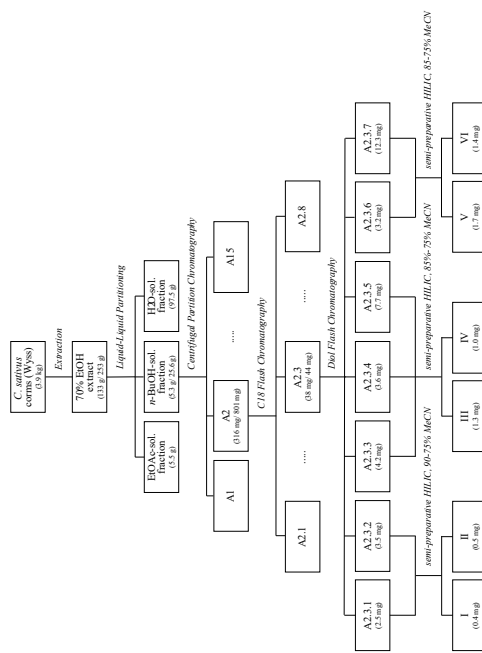 C. sativus
corms (Wyss)
(3.9 kg)
Extraction
70% EtOH
extract
(133 g/ 253 g)
Liquid-Liquid Partitioning
EtOAc-sol.
fraction
(5.5 g)
n-BuOH-sol.
fraction
(5.3 g/ 25.6 g)
H2O-sol.
fraction
(97.5 g)
Centrifugal Partition Chromatography
A1
A2
(316 mg/ 801 mg)
.....
A15
C18 Flash Chromatography
A2.1
.....
A2.3
(38 mg/ 44 mg)
.....
A2.8
Diol Flash Chromatography
A2.3.1
(2.5 mg)
A2.3.2
(3.5 mg)
A2.3.3
(4.2 mg)
A2.3.4
(3.6 mg)
A2.3.5
(7.7 mg)
A2.3.6
(3.2 mg)
A2.3.7
(12.3 mg)
semi-preparative HILIC, 90-75% MeCN
semi-preparative HILIC, 85%-75% MeCN
semi-preparative HILIC, 85-75% MeCN
I
(0.4 mg)
II
(0.5 mg)
III
(1.3 mg)
IV
(1.0 mg)
V
(1.7 mg)
VI
(1.4 mg)